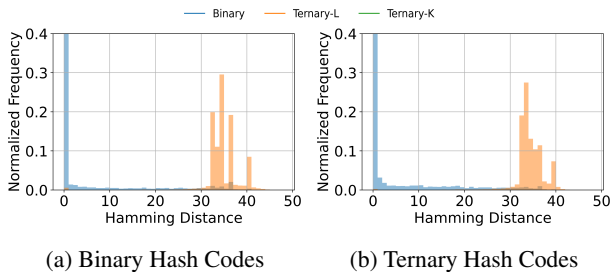 Binary Ternary-L Ternary-K
Normalized Frequency
0.4
0.3
0.2
0.1
0.0
0 10 20 30 40 50
Hamming Distance
(a) Binary Hash Codes
Normalized Frequency
0.4
0.3
0.2
0.1
0.0
0 10 20 30 40 50
Hamming Distance
(b) Ternary Hash Codes